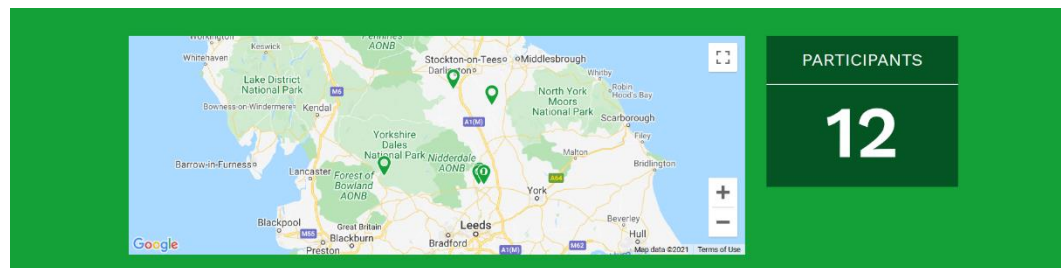 Workington
Keswick
Whitehaven
Pennines
AONB
Stockton-on-Tees
Middlesbrough
Darlington
Whitby
Lake District
National Park
M6
North York
Moors
National Park
Robin
Hood's Bay
Bowness-on-Windermere
Kendal
A1(M)
Scarborough
Yorkshire
Dales
National Park
Filey
Nidderdale
AONB
Malton
Barrow-in-Furness
Lancaster
Forest of
Bowland
AONB
Bridlington
A64
York
Blackpool
Great Britain
Leeds
Beverley
M55
Blackburn
Bradford
Hull
M62
Preston
A1(M)
Google
Map data ©2021
Terms of Use
PARTICIPANTS
12